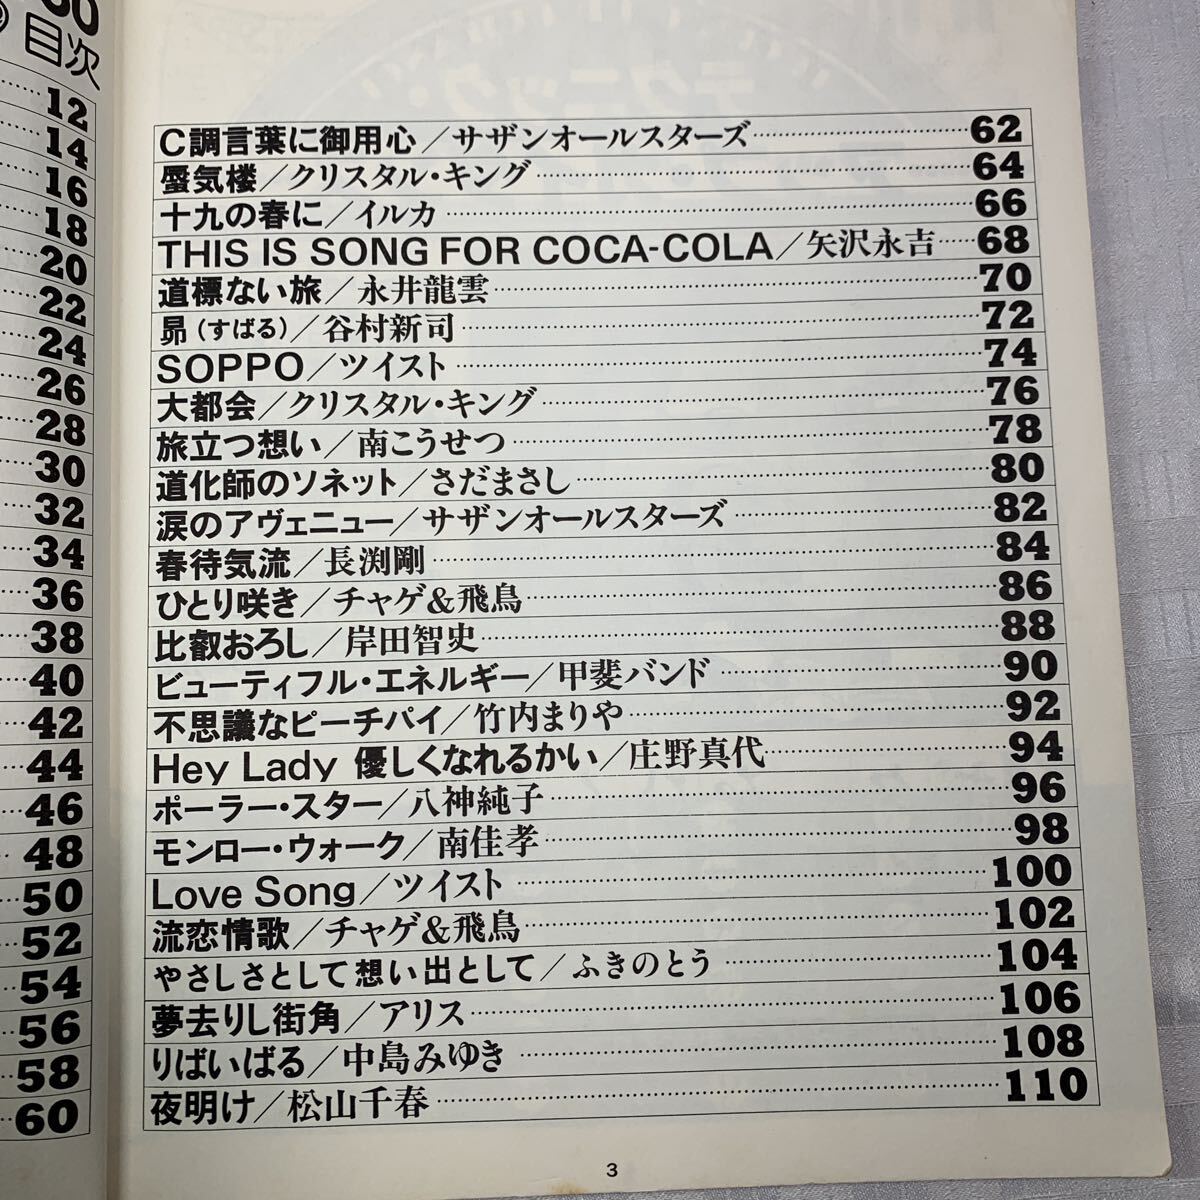 目次
12
14
16
18
20
22
24
26
28
30
32
34
36
38
40
42
44
46
48
50
52
54
56
58
60
C調言葉に御用心／サザンオールスターズ……62
蜃気楼／クリスタル・キング……64
十九の春に／イルカ……66
THIS IS SONG FOR COCA-COLA／矢沢永吉……68
道標ない旅／永井龍雲……70
昴（すばる）／谷村新司……72
SOPPO／ツイスト……74
大都会／クリスタル・キング……76
旅立つ想い／南こうせつ……78
道化師のソネット／さだまさし……80
涙のアヴェニュー／サザンオールスターズ……82
春待気流／長渕剛……84
ひとり咲き／チャゲ&飛鳥……86
比叡おろし／岸田智史……88
ビューティフル・エネルギー／甲斐バンド……90
不思議なピーチパイ／竹内まりや……92
Hey Lady 優しくなれるかい／庄野真代……94
ポーラー・スター／八神純子……96
モンロー・ウォーク／南佳孝……98
Love Song／ツイスト……100
流恋情歌／チャゲ&飛鳥……102
やさしさとして想い出として／ふきのとう……104
夢去りし街角／アリス……106
りばいばる／中島みゆき……108
夜明け／松山千春……110
3